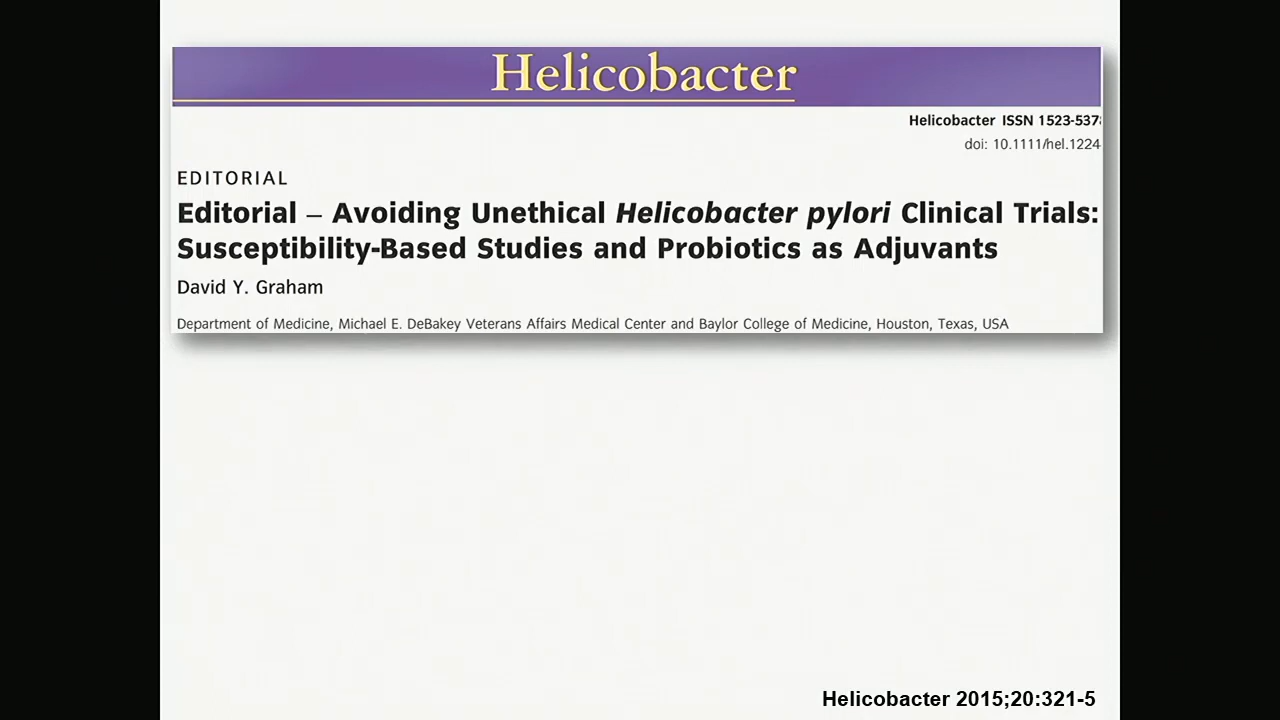 Helicobacter
Helicobacter ISSN 1523-537
doi: 10.1111/hel.1224
EDITORIAL
Editorial – Avoiding Unethical Helicobacter pylori Clinical Trials:
Susceptibility-Based Studies and Probiotics as Adjuvants
David Y. Graham
Department of Medicine, Michael E. DeBakey Veterans Affairs Medical Center and Baylor College of Medicine, Houston, Texas, USA
Helicobacter 2015;20:321-5